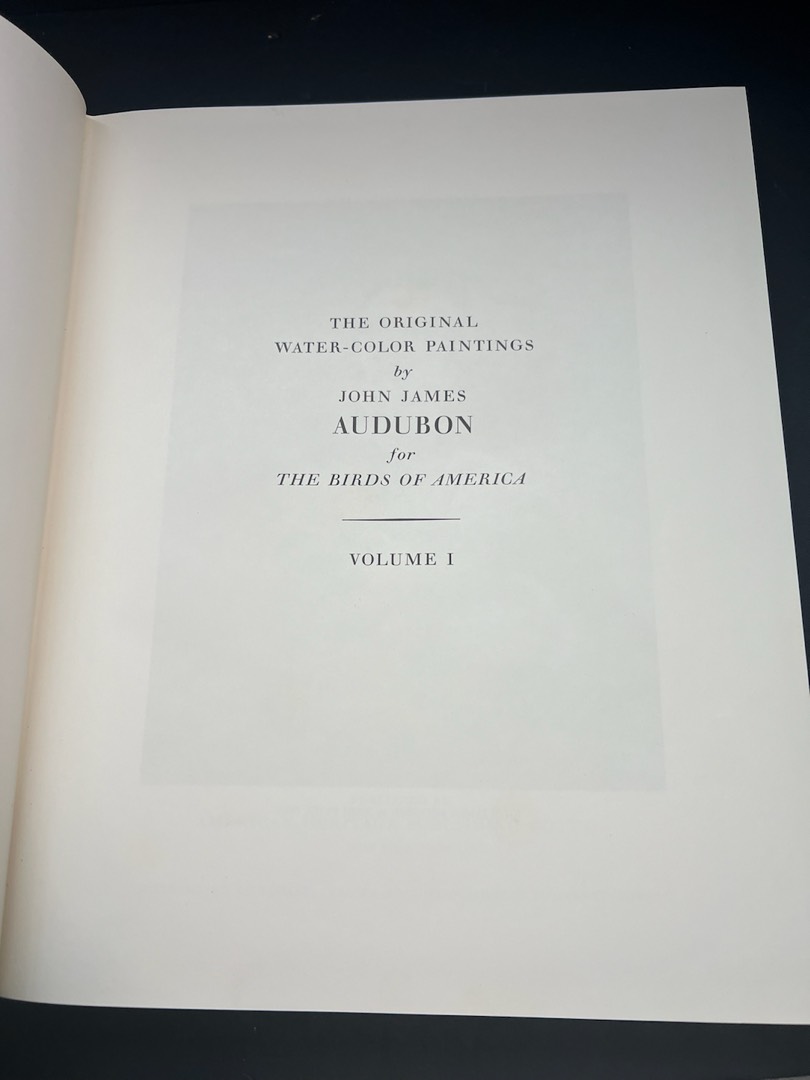 THE ORIGINAL
WATER-COLOR PAINTINGS
by
JOHN JAMES
AUDUBON
for
THE BIRDS OF AMERICA
VOLUME I